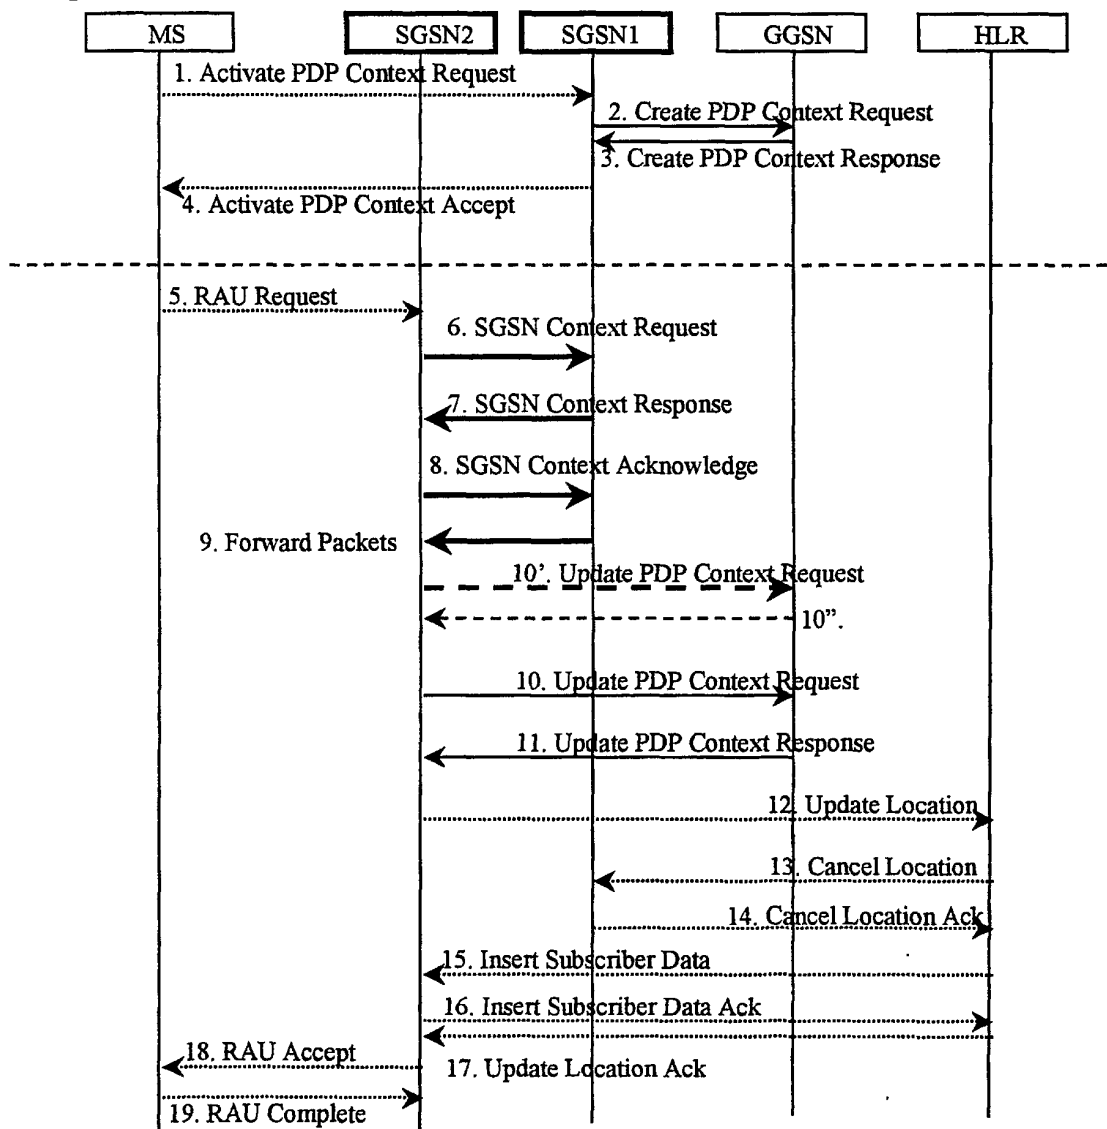 MS
SGSN2
SGSN1
GGSN
HLR
1. Activate PDP Context Request
2. Create PDP Context Request
3. Create PDP Context Response
4. Activate PDP Context Accept
5. RAU Request
6. SGSN Context Request
7. SGSN Context Response
8. SGSN Context Acknowledge
9. Forward Packets
10’. Update PDP Context Request
10”.
10. Update PDP Context Request
11. Update PDP Context Response
12. Update Location
13. Cancel Location
14. Cancel Location Ack
15. Insert Subscriber Data
16. Insert Subscriber Data Ack
18. RAU Accept
17. Update Location Ack
19. RAU Complete